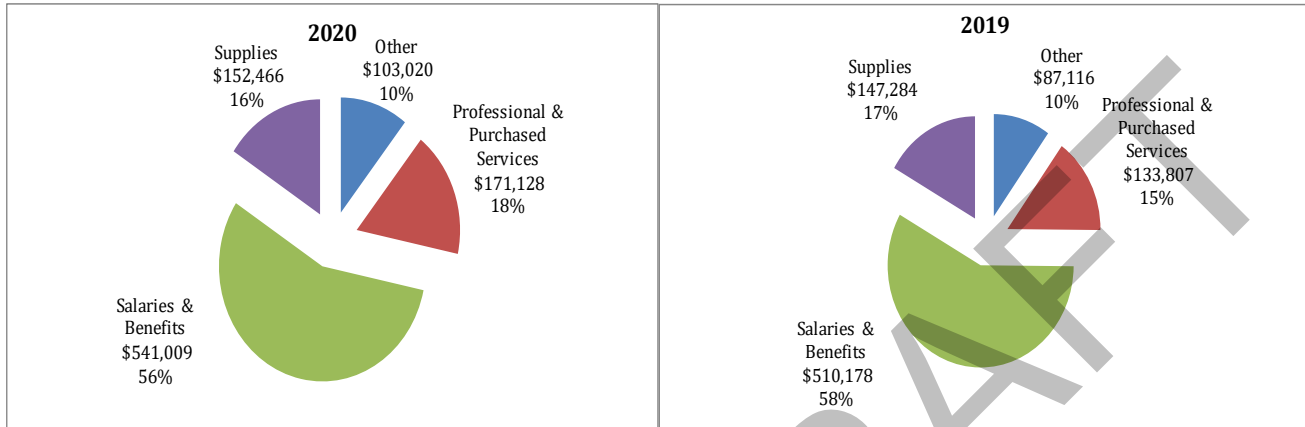 2020
Supplies
$152,466
16%
Other
$103,020
10%
Professional &
Purchased
Services
$171,128
18%
Salaries &
Benefits
$541,009
56%
2019
Supplies
$147,284
17%
Other
$87,116
10%
Professional &
Purchased
Services
$133,807
15%
Salaries &
Benefits
$510,178
58%